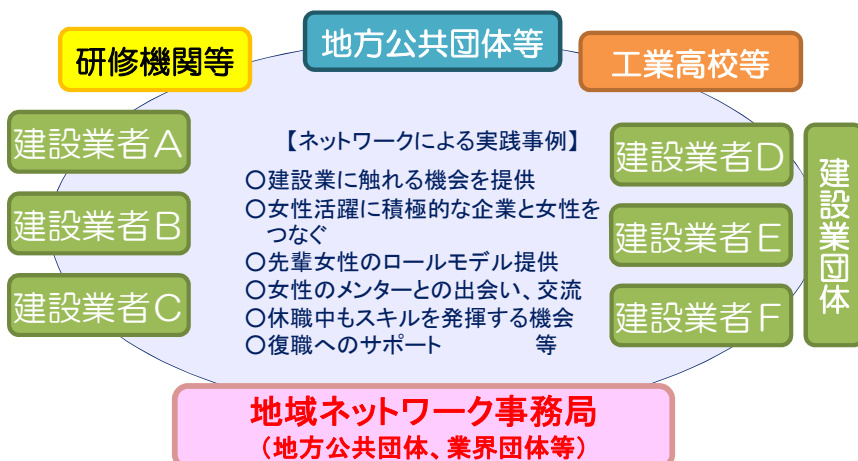 地方公共団体等
研修機関等
工業高校等
建設業者A
建設業者B
建設業者C
【ネットワークによる実践事例】
○建設業に触れる機会を提供
○女性活躍に積極的な企業と女性を
つなぐ
○先輩女性のロールモデル提供
○女性のメンターとの出会い、交流
○休職中もスキルを発揮する機会
○復職へのサポート 等
建設業者D
建設業者E
建設業者F
建設業団体
地域ネットワーク事務局
（地方公共団体、業界団体等）